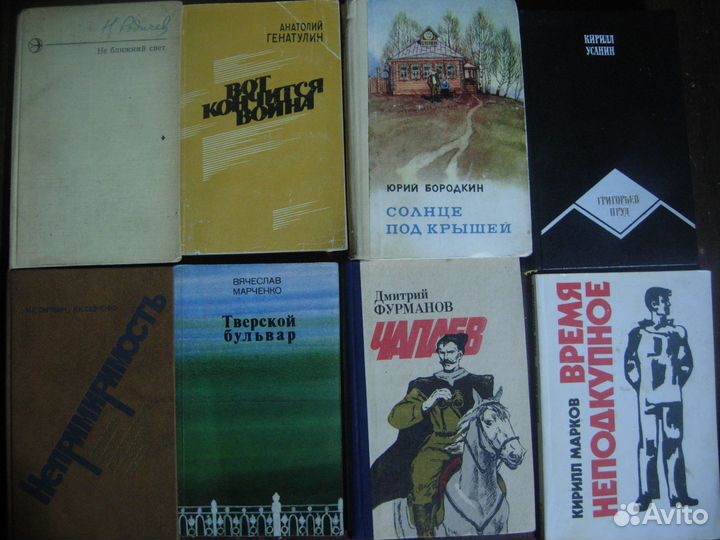 Н Родичев
Не ближний свет
АНАТОЛИЙ
ГЕНАТУЛИН
ВОТ
КОНЧИТСЯ
ВОЙНА
ЮРИЙ БОРОДКИН
СОЛНЦЕ
ПОД КРЫШЕЙ
КИРИЛЛ
УСАНИН
ГРИГОРЬЕВ
ПРУД
Непримиримость
ВЯЧЕСЛАВ
МАРЧЕНКО
Тверской
бульвар
Дмитрий
ФУРМАНОВ
ЧАПАЕВ
КИРИЛЛ МАРКОВ
НЕПОДКУПНОЕ
ВРЕМЯ
Avito